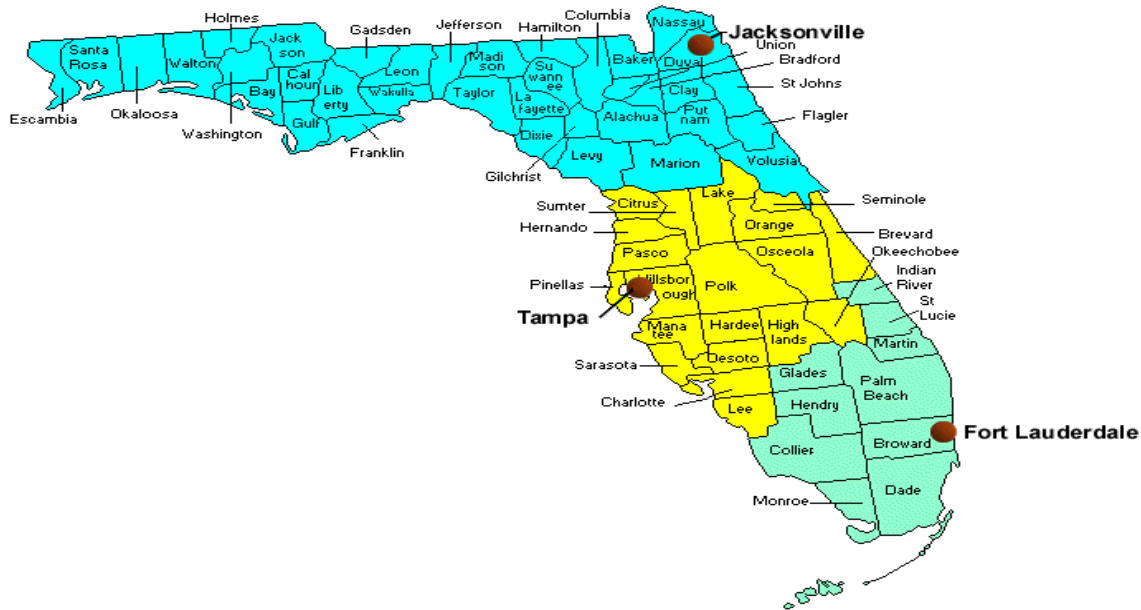 Holmes
Gadsden
Jefferson
Hamilton
Columbia
Nassau
Jacksonville
Union
Bradford
Santa
Rosa
Walton
Jack
son
Leon
Madi
son
Su
wann
ee
Baker
Duval
Clay
St Johns
Cal
houn
Lib
erty
Bay
Wakulla
Taylor
La
fayette
Alachua
Put
nam
Flagler
Escambia
Okaloosa
Washington
Gulf
Franklin
Dixie
Gilchrist
Levy
Marion
Volusia
Citrus
Sumter
Lake
Seminole
Hernando
Orange
Brevard
Pasco
Osceola
Okeechobee
Pinellas
Hillsbor
ough
Polk
Indian
River
St
Lucie
Tampa
Mana
tee
Hardee
High
lands
Martin
Sarasota
Desoto
Glades
Palm
Beach
Charlotte
Lee
Hendry
Fort Lauderdale
Collier
Broward
Monroe
Dade